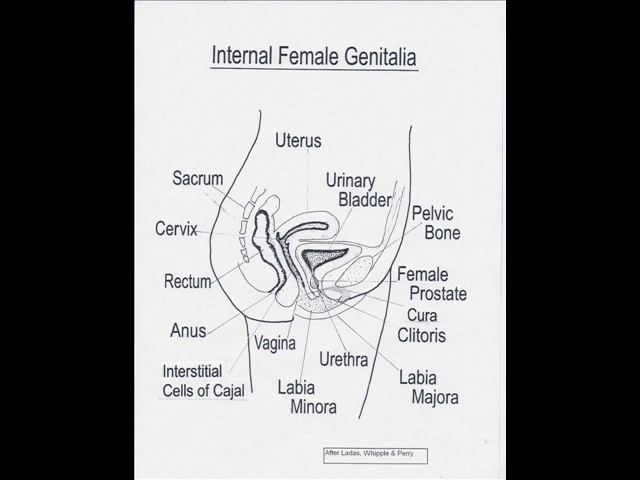 Internal Female Genitalia
Uterus
Sacrum
Urinary
Bladder
Cervix
Pelvic
Bone
Rectum
Female
Prostate
Cura
Clitoris
Anus
Vagina
Urethra
Interstitial
Cells of Cajal
Labia
Minora
Labia
Majora
After Ladas, Whipple & Perry